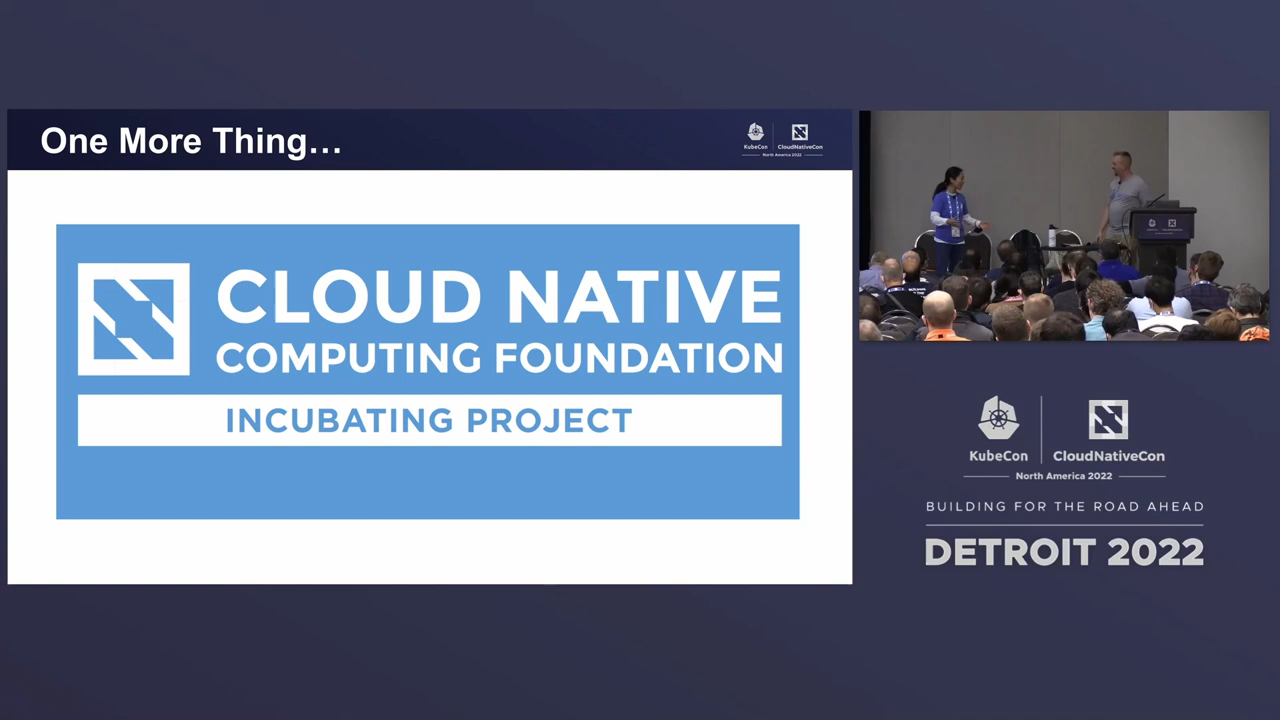 One More Thing…
KubeCon
CloudNativeCon
North America 2022
CLOUD NATIVE
COMPUTING FOUNDATION
INCUBATING PROJECT
KubeCon
CloudNativeCon
North America 2022
BUILDING FOR THE ROAD AHEAD
DETROIT 2022